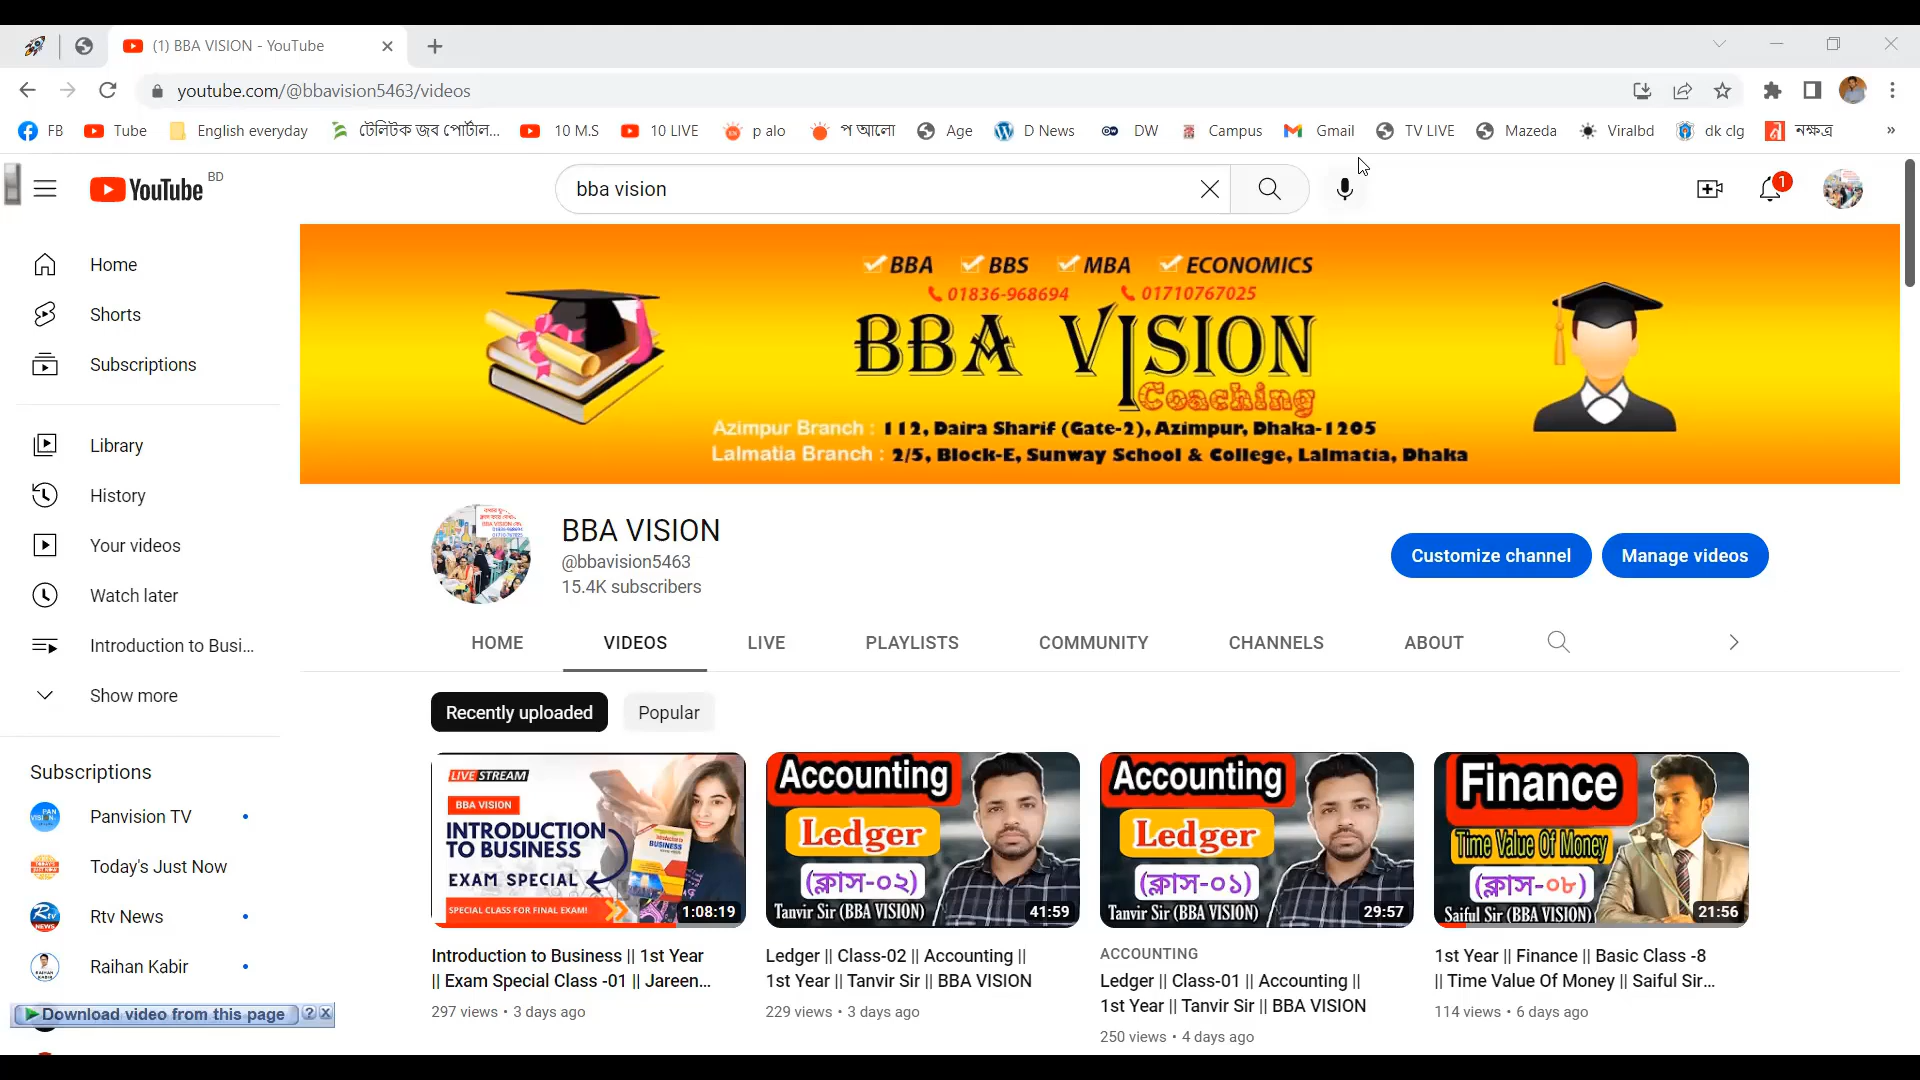 (1) BBA VISION - YouTube
youtube.com/@bbavision5463/videos
FB
Tube
English everyday
টেলিটক জব পোর্টাল...
10 M.S
10 LIVE
p alo
প আলো
Age
D News
DW
Campus
Gmail
TV LIVE
Mazeda
Viralbd
dk clg
নক্ষত্র
»
YouTube BD
bba vision
1
Home
Shorts
Subscriptions
Library
History
Your videos
Watch later
Introduction to Busi...
Show more
Subscriptions
Panvision TV
Today's Just Now
Rtv News
Raihan Kabir
Download video from this page
BBA BBS MBA ECONOMICS
01836-968694 01710767025
BBA VISION
Coaching
Azimpur Branch : 112, Daira Sharif (Gate-2), Azimpur, Dhaka-1205
Lalmatia Branch : 2/5, Block-E, Sunway School & College, Lalmatia, Dhaka
BBA VISION
@bbavision5463
15.4K subscribers
Customize channel
Manage videos
HOME
VIDEOS
LIVE
PLAYLISTS
COMMUNITY
CHANNELS
ABOUT
Recently uploaded
Popular
LIVE STREAM
BBA VISION
INTRODUCTION
TO BUSINESS
EXAM SPECIAL
SPECIAL CLASS FOR FINAL EXAM!
1:08:19
Introduction to Business || 1st Year
|| Exam Special Class -01 || Jareen...
297 views • 3 days ago
Accounting
Ledger
(ক্লাস-০২)
Tanvir Sir (BBA VISION)
41:59
Ledger || Class-02 || Accounting ||
1st Year || Tanvir Sir || BBA VISION
229 views • 3 days ago
Accounting
Ledger
(ক্লাস-০১)
Tanvir Sir (BBA VISION)
29:57
ACCOUNTING
Ledger || Class-01 || Accounting ||
1st Year || Tanvir Sir || BBA VISION
250 views • 4 days ago
Finance
Time Value Of Money
(ক্লাস-০৮)
Saiful Sir (BBA VISION)
21:56
1st Year || Finance || Basic Class -8
|| Time Value Of Money || Saiful Sir...
114 views • 6 days ago